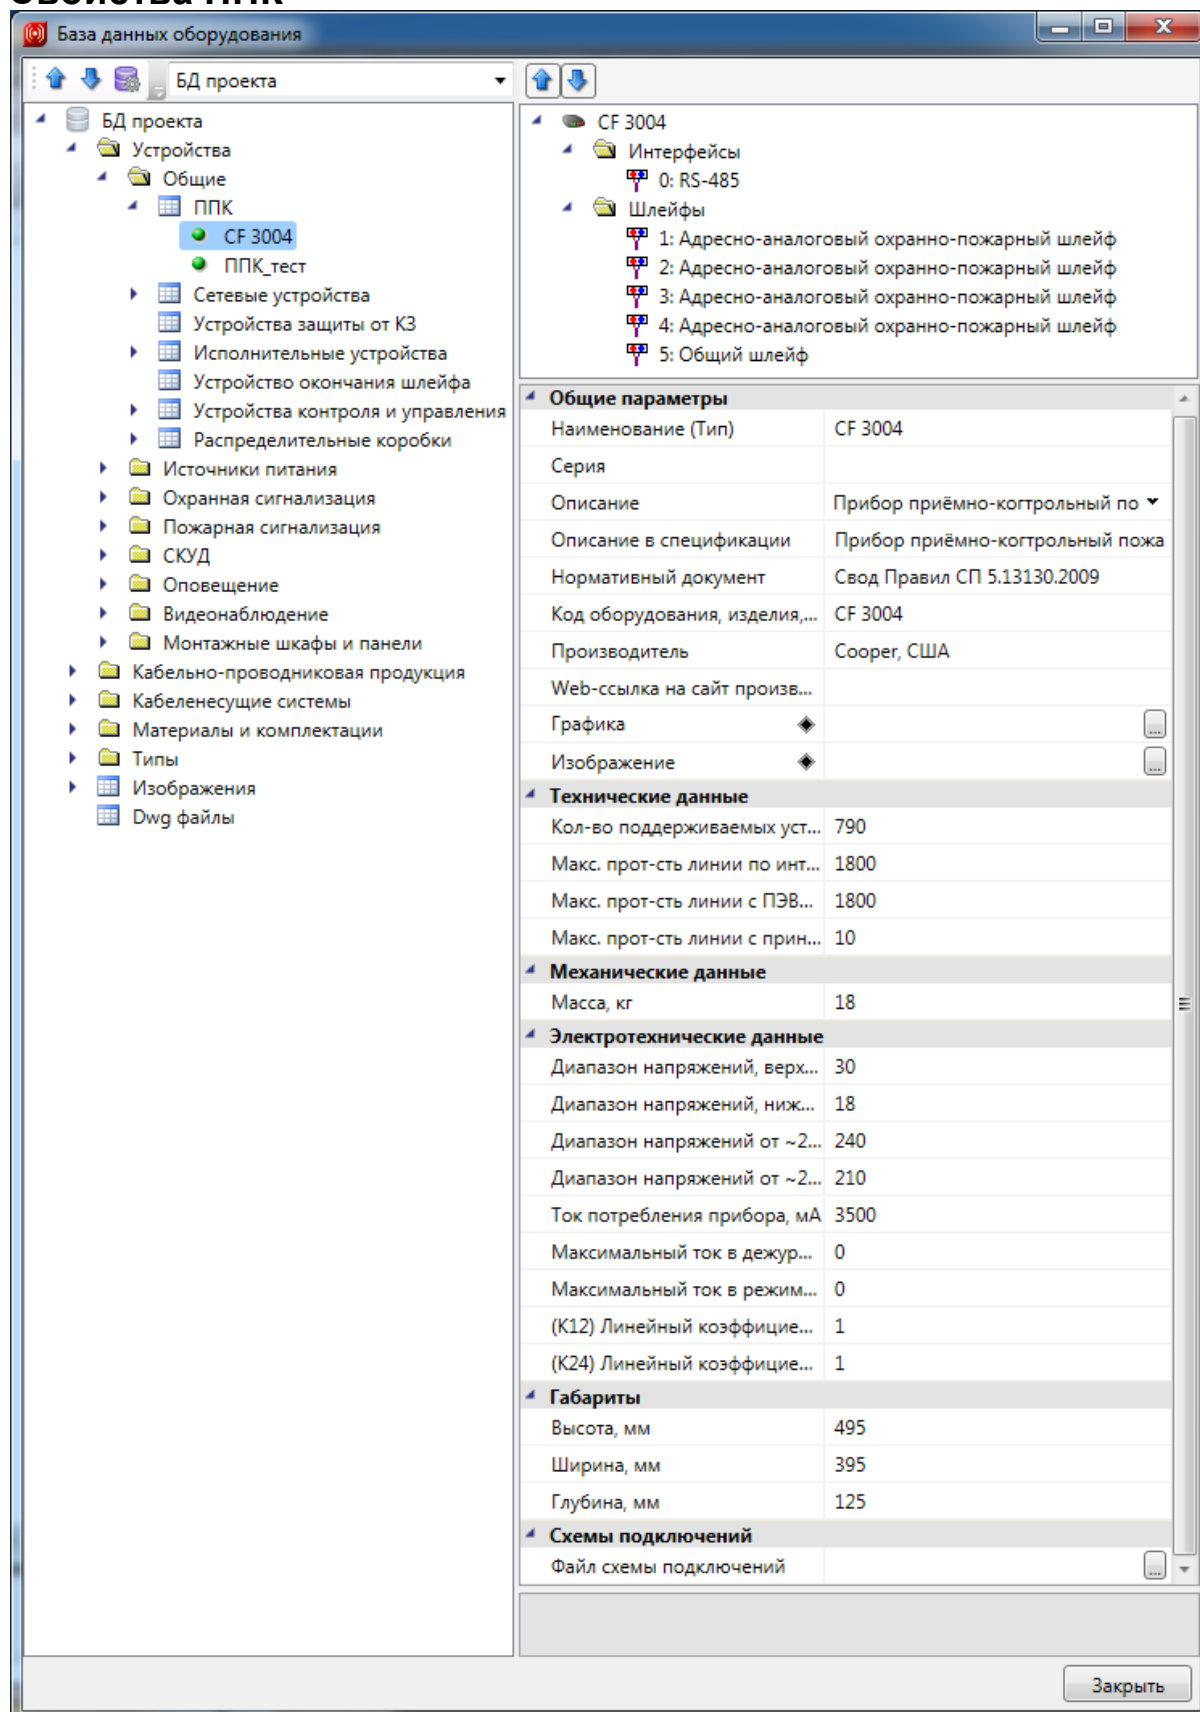 Свойства ППК
База данных оборудования
БД проекта
БД проекта
Устройства
Общие
ППК
CF 3004
ППК_тест
Сетевые устройства
Устройства защиты от КЗ
Исполнительные устройства
Устройство окончания шлейфа
Устройства контроля и управления
Распределительные коробки
Источники питания
Охранная сигнализация
Пожарная сигнализация
СКУД
Оповещение
Видеонаблюдение
Монтажные шкафы и панели
Кабельно-проводниковая продукция
Кабеленесущие системы
Материалы и комплектации
Типы
Изображения
Dwg файлы
CF 3004
Интерфейсы
0: RS-485
Шлейфы
1: Адресно-аналоговый охранно-пожарный шлейф
2: Адресно-аналоговый охранно-пожарный шлейф
3: Адресно-аналоговый охранно-пожарный шлейф
4: Адресно-аналоговый охранно-пожарный шлейф
5: Общий шлейф
Общие параметры
Наименование (Тип) CF 3004
Серия
Описание Прибор приёмно-когтрольный по
Описание в спецификации Прибор приёмно-когтрольный пожа
Нормативный документ Свод Правил СП 5.13130.2009
Код оборудования, изделия,... CF 3004
Производитель Cooper, США
Web-ссылка на сайт произв...
Графика ...
Изображение ...
Технические данные
Кол-во поддерживаемых уст... 790
Макс. прот-сть линии по инт... 1800
Макс. прот-сть линии с ПЭВ... 1800
Макс. прот-сть линии с прин... 10
Механические данные
Масса, кг 18
Электротехнические данные
Диапазон напряжений, верх... 30
Диапазон напряжений, ниж... 18
Диапазон напряжений от ~2... 240
Диапазон напряжений от ~2... 210
Ток потребления прибора, мА 3500
Максимальный ток в дежур... 0
Максимальный ток в режим... 0
(К12) Линейный коэффицие... 1
(К24) Линейный коэффицие... 1
Габариты
Высота, мм 495
Ширина, мм 395
Глубина, мм 125
Схемы подключений
Файл схемы подключений ...
Закрыть